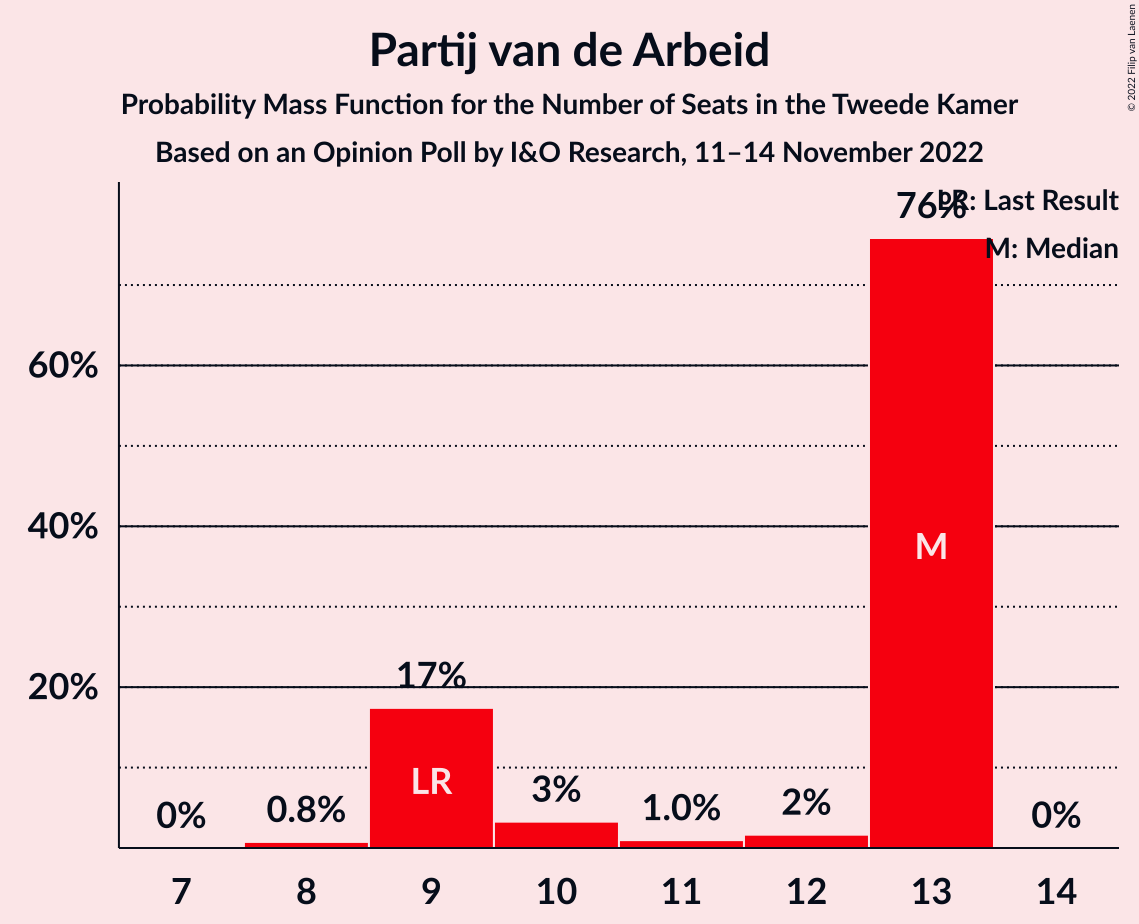 Partij van de Arbeid
Probability Mass Function for the Number of Seats in the Tweede Kamer
Based on an Opinion Poll by I&O Research, 11–14 November 2022
© 2022 Filip van Laenen
LR: Last Result
M: Median
60%
40%
20%
0%
0.8%
17%
3%
1.0%
2%
76%
0%
LR
M
7 8 9 10 11 12 13 14